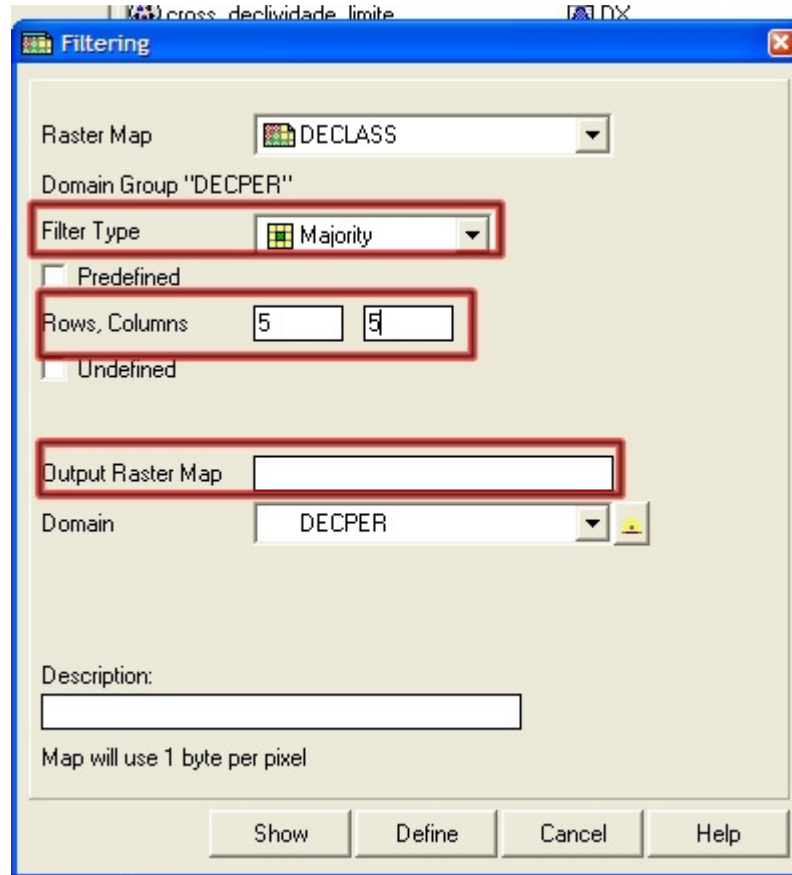 cross_declividade_limite DX
Filtering
Raster Map DECLASS
Domain Group "DECPER"
Filter Type Majority
Predefined
Rows, Columns 5 5
Undefined
Output Raster Map
Domain DECPER
Description:
Map will use 1 byte per pixel
Show Define Cancel Help